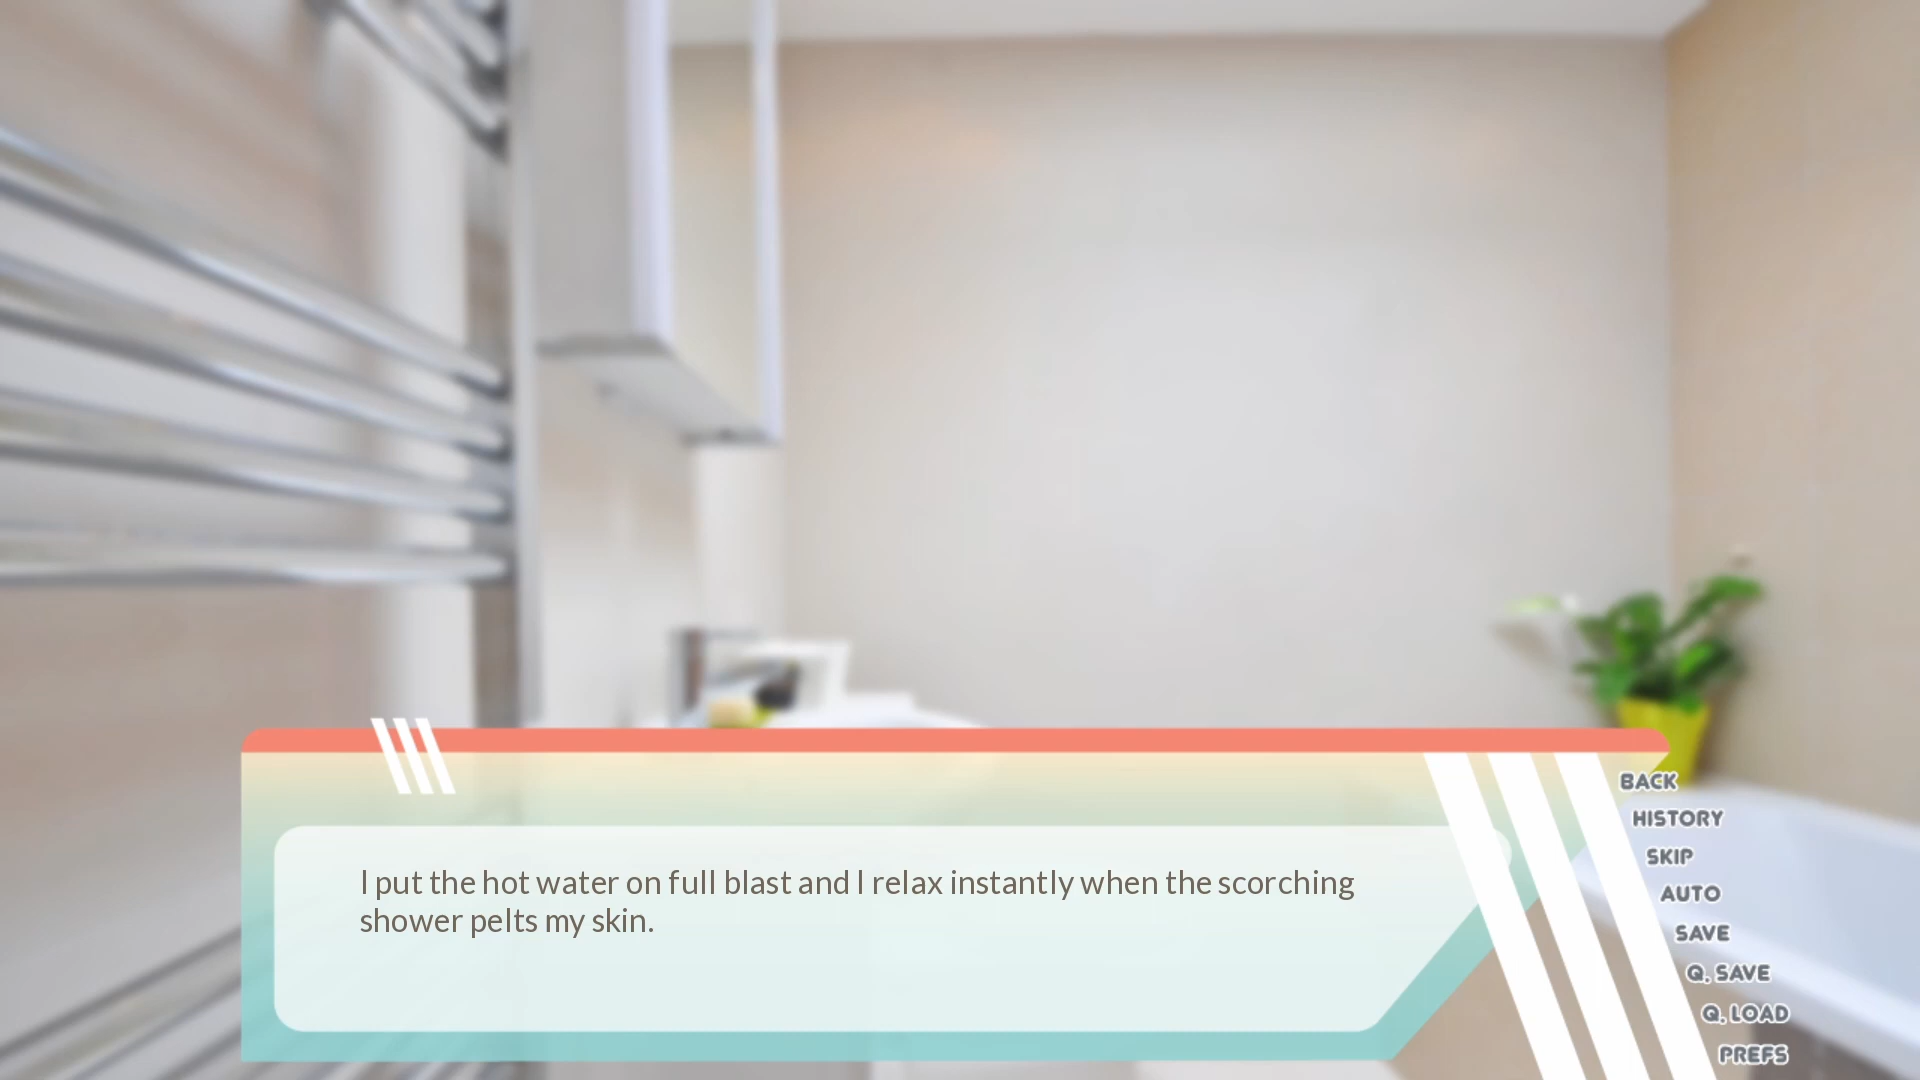 I put the hot water on full blast and I relax instantly when the scorching
shower pelts my skin.
BACK
HISTORY
SKIP
AUTO
SAVE
Q. SAVE
Q. LOAD
PREFS